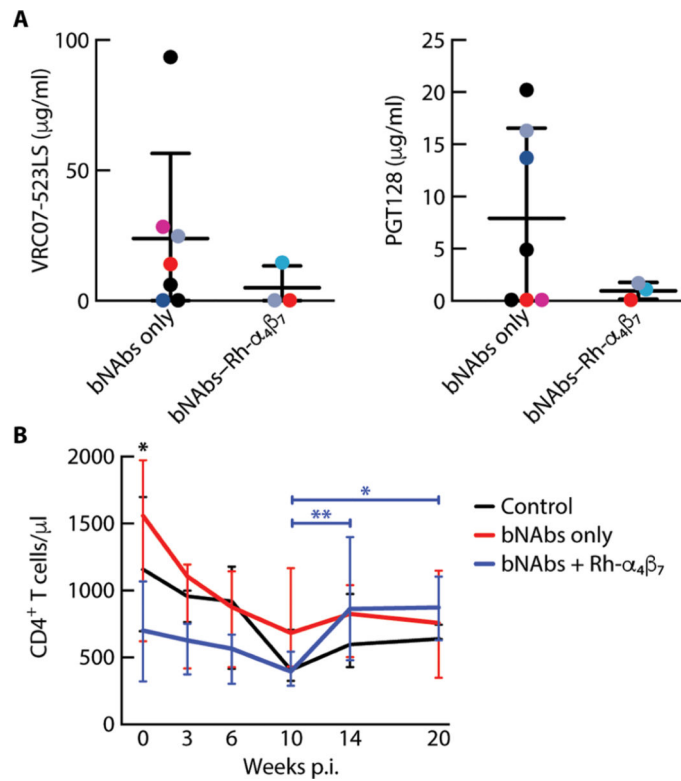 A
VRC07-523LS (μg/ml)
100
50
0
bNAbs only
bNAbs–Rh-α₄β₇
PGT128 (μg/ml)
25
20
15
10
5
0
bNAbs only
bNAbs–Rh-α₄β₇
B
CD4⁺ T cells/μl
2000
1500
1000
500
0
*
**
*
0 3 6 10 14 20
Weeks p.i.
Control
bNAbs only
bNAbs + Rh-α₄β₇